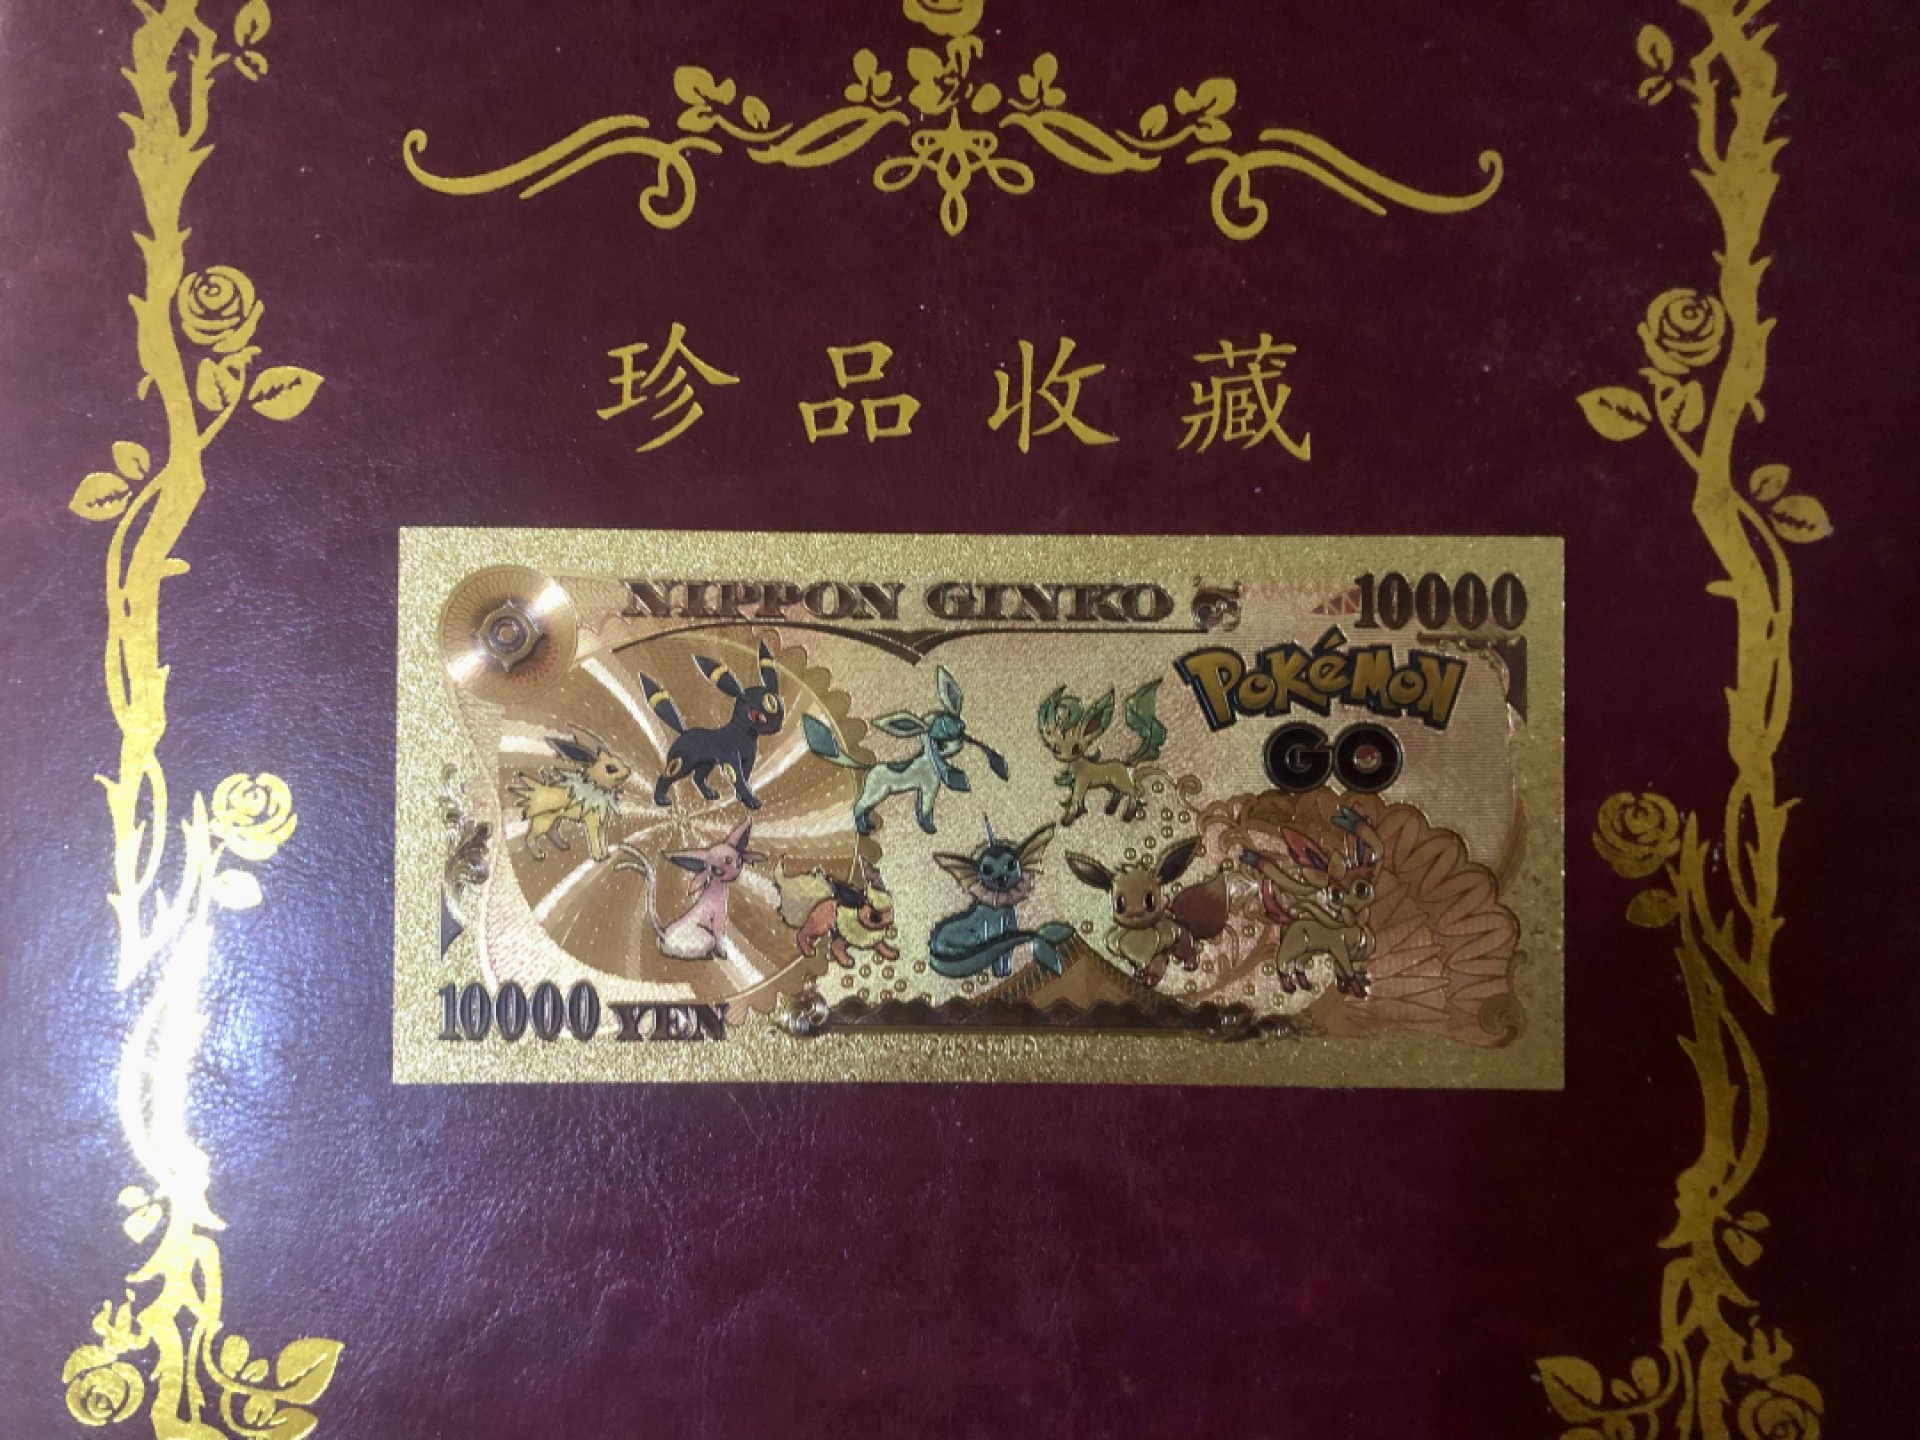 珍品收藏
NIPPON GINKO
10000
POKéMON
GO
10000 YEN